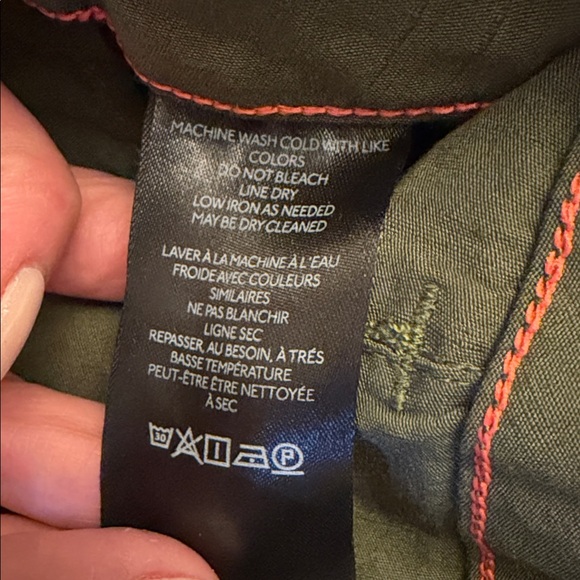 MACHINE WASH COLD WITH LIKE
COLORS
DO NOT BLEACH
LINE DRY
LOW IRON AS NEEDED
MAY BE DRY CLEANED
LAVER À LA MACHINE À L'EAU
FROIDE AVEC COULEURS
SIMILAIRES
NE PAS BLANCHIR
LIGNE SEC
REPASSER, AU BESOIN, À TRÉS
BASSE TEMPÉRATURE
PEUT-ÊTRE ÊTRE NETTOYÉE
À SEC
30 P